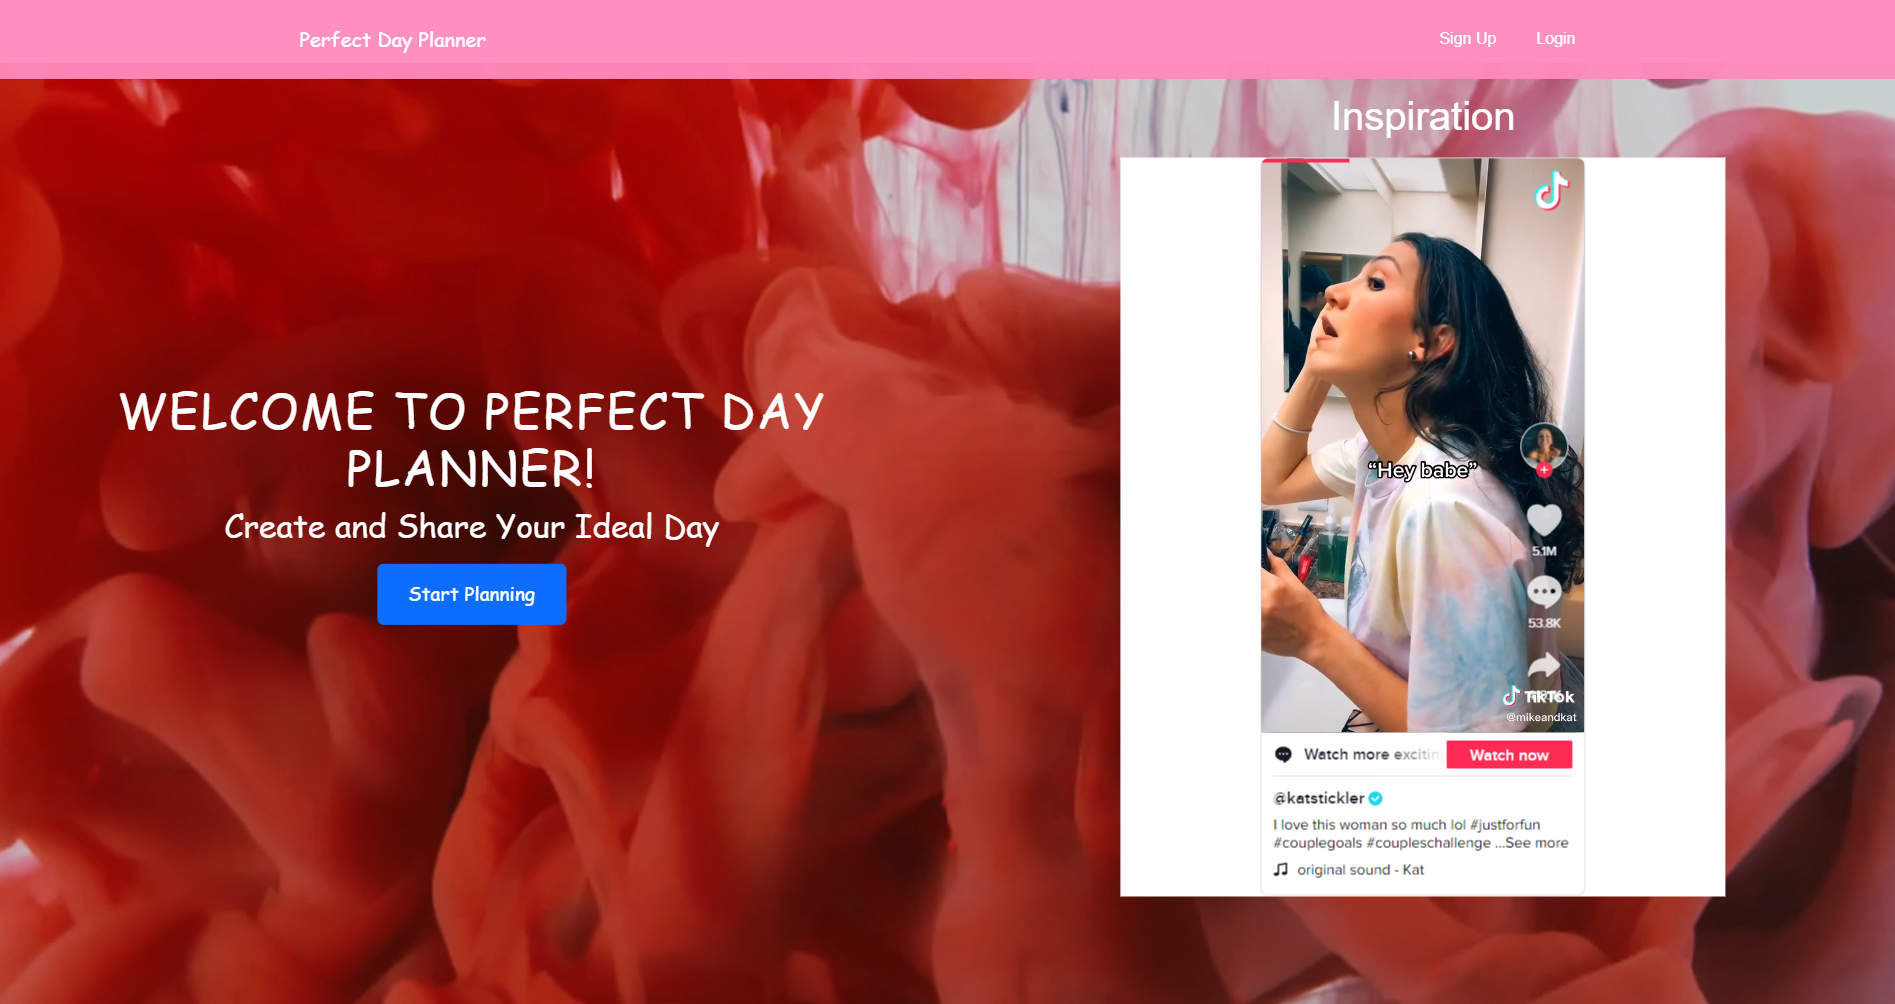 Perfect Day Planner
Sign Up
Login
Inspiration
WELCOME TO PERFECT DAY
PLANNER!
Create and Share Your Ideal Day
Start Planning
"Hey babe"
5.1M
53.8K
TikTok
@mikeandkat
Watch more
Watch now
@katstickler
I love this woman so much lol #justforfun
#couplegoals #coupleschallenge ...See more
original sound - Kat